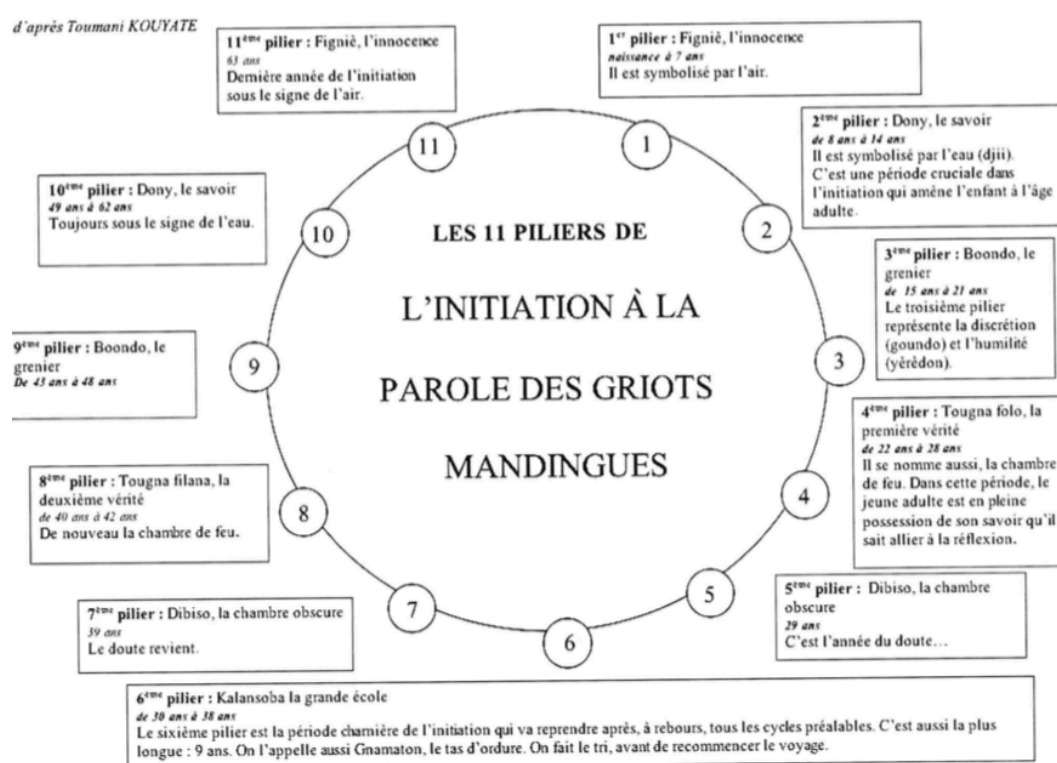 d'après Toumani KOUYATE
11ème pilier : Figniè, l'innocence
63 ans
Dernière année de l'initiation
sous le signe de l'air.
1er pilier : Figniè, l'innocence
naissance à 7 ans
Il est symbolisé par l'air.
2ème pilier : Dony, le savoir
de 8 ans à 14 ans
Il est symbolisé par l'eau (djii).
C'est une période cruciale dans
l'initiation qui amène l'enfant à l'âge
adulte.
10ème pilier : Dony, le savoir
49 ans à 62 ans
Toujours sous le signe de l'eau.
11
1
10
2
LES 11 PILIERS DE
L'INITIATION À LA
PAROLE DES GRIOTS
MANDINGUES
3ème pilier : Boondo, le
grenier
de 15 ans à 21 ans
Le troisième pilier
représente la discrétion
(goundo) et l'humilité
(yèrèdon).
9ème pilier : Boondo, le
grenier
De 43 ans à 48 ans
9
3
4ème pilier : Tougna folo, la
première vérité
de 22 ans à 28 ans
Il se nomme aussi, la chambre
de feu. Dans cette période, le
jeune adulte est en pleine
possession de son savoir qu'il
sait allier à la réflexion.
8ème pilier : Tougna filana, la
deuxième vérité
de 40 ans à 42 ans
De nouveau la chambre de feu.
8
4
5ème pilier : Dibiso, la chambre
obscure
29 ans
C'est l'année du doute…
7ème pilier : Dibiso, la chambre obscure
39 ans
Le doute revient.
7
5
6
6ème pilier : Kalansoba la grande école
de 30 ans à 38 ans
Le sixième pilier est la période charnière de l'initiation qui va reprendre après, à rebours, tous les cycles préalables. C'est aussi la plus
longue : 9 ans. On l'appelle aussi Gnamaton, le tas d'ordure. On fait le tri, avant de recommencer le voyage.